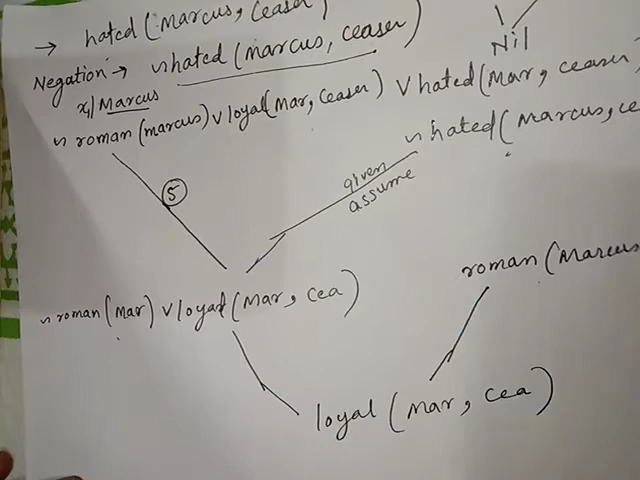 → hated (Marcus, Ceaser)
Negation → ~hated (marcus, ceaser)
Nil
x/Marcus
~ roman (marcus) ∨ loyal (Mar, Ceaser) ∨ hated (Mar, Ceaser
~ hated (Marcus, ce
5
given
assume
~ roman (Mar) ∨ loyal (Mar, Cea)
roman (Marcus
loyal (Mar, Cea)